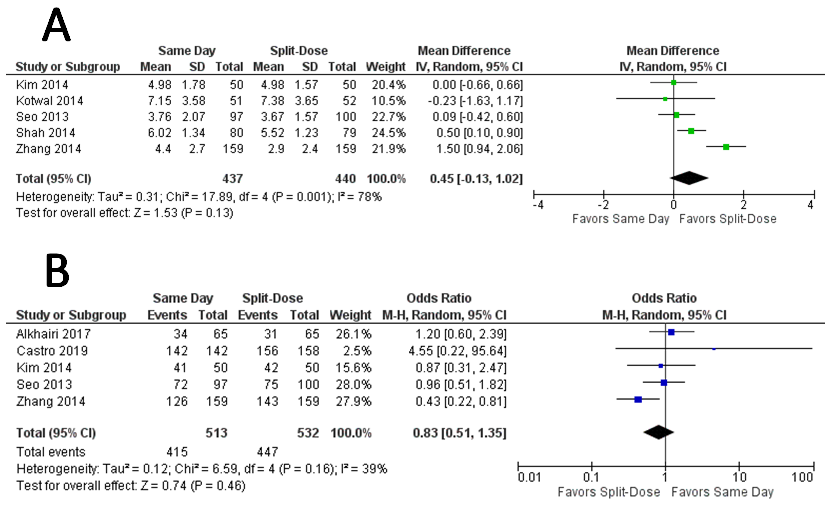 A
Same Day Split-Dose Mean Difference Mean Difference
Study or Subgroup Mean SD Total Mean SD Total Weight IV, Random, 95% CI IV, Random, 95% CI
Kim 2014 4.98 1.78 50 4.98 1.57 50 20.4% 0.00 [-0.66, 0.66]
Kotwal 2014 7.15 3.58 51 7.38 3.65 52 10.5% -0.23 [-1.63, 1.17]
Seo 2013 3.76 2.07 97 3.67 1.57 100 22.7% 0.09 [-0.42, 0.60]
Shah 2014 6.02 1.34 80 5.52 1.23 79 24.5% 0.50 [0.10, 0.90]
Zhang 2014 4.4 2.7 159 2.9 2.4 159 21.9% 1.50 [0.94, 2.06]
Total (95% CI) 437 440 100.0% 0.45 [-0.13, 1.02]
Heterogeneity: Tau² = 0.31; Chi² = 17.89, df = 4 (P = 0.001); I² = 78%
Test for overall effect: Z = 1.53 (P = 0.13)
-4 -2 0 2 4
Favors Same Day Favors Split-Dose
B
Same Day Split-Dose Odds Ratio Odds Ratio
Study or Subgroup Events Total Events Total Weight M-H, Random, 95% CI M-H, Random, 95% CI
Alkhairi 2017 34 65 31 65 26.1% 1.20 [0.60, 2.39]
Castro 2019 142 142 156 158 2.5% 4.55 [0.22, 95.64]
Kim 2014 41 50 42 50 15.6% 0.87 [0.31, 2.47]
Seo 2013 72 97 75 100 28.0% 0.96 [0.51, 1.82]
Zhang 2014 126 159 143 159 27.9% 0.43 [0.22, 0.81]
Total (95% CI) 513 532 100.0% 0.83 [0.51, 1.35]
Total events 415 447
Heterogeneity: Tau² = 0.12; Chi² = 6.59, df = 4 (P = 0.16); I² = 39%
Test for overall effect: Z = 0.74 (P = 0.46)
0.01 0.1 1 10 100
Favors Split-Dose Favors Same Day